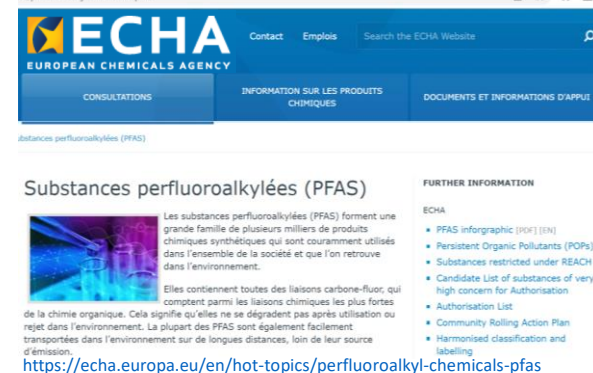 ECHA
EUROPEAN CHEMICALS AGENCY
Contact Emplois Search the ECHA Website
CONSULTATIONS
INFORMATION SUR LES PRODUITS
CHIMIQUES
DOCUMENTS ET INFORMATIONS D'APPUI
Substances perfluoroalkylées (PFAS)
Substances perfluoroalkylées (PFAS)
Les substances perfluoroalkylées (PFAS) forment une
grande famille de plusieurs milliers de produits
chimiques synthétiques qui sont couramment utilisés
dans l'ensemble de la société et que l'on retrouve
dans l'environnement.
Elles contiennent toutes des liaisons carbone-fluor, qui
comptent parmi les liaisons chimiques les plus fortes
de la chimie organique. Cela signifie qu'elles ne se dégradent pas après utilisation ou
rejet dans l'environnement. La plupart des PFAS sont également facilement
transportées dans l'environnement sur de longues distances, loin de leur source
d'émission.
FURTHER INFORMATION
ECHA
PFAS inforgraphic [PDF] [EN]
Persistent Organic Pollutants (POPs)
Substances restricted under REACH
Candidate List of substances of very
high concern for Authorisation
Authorisation List
Community Rolling Action Plan
Harmonised classification and
labelling
https://echa.europa.eu/en/hot-topics/perfluoroalkyl-chemicals-pfas